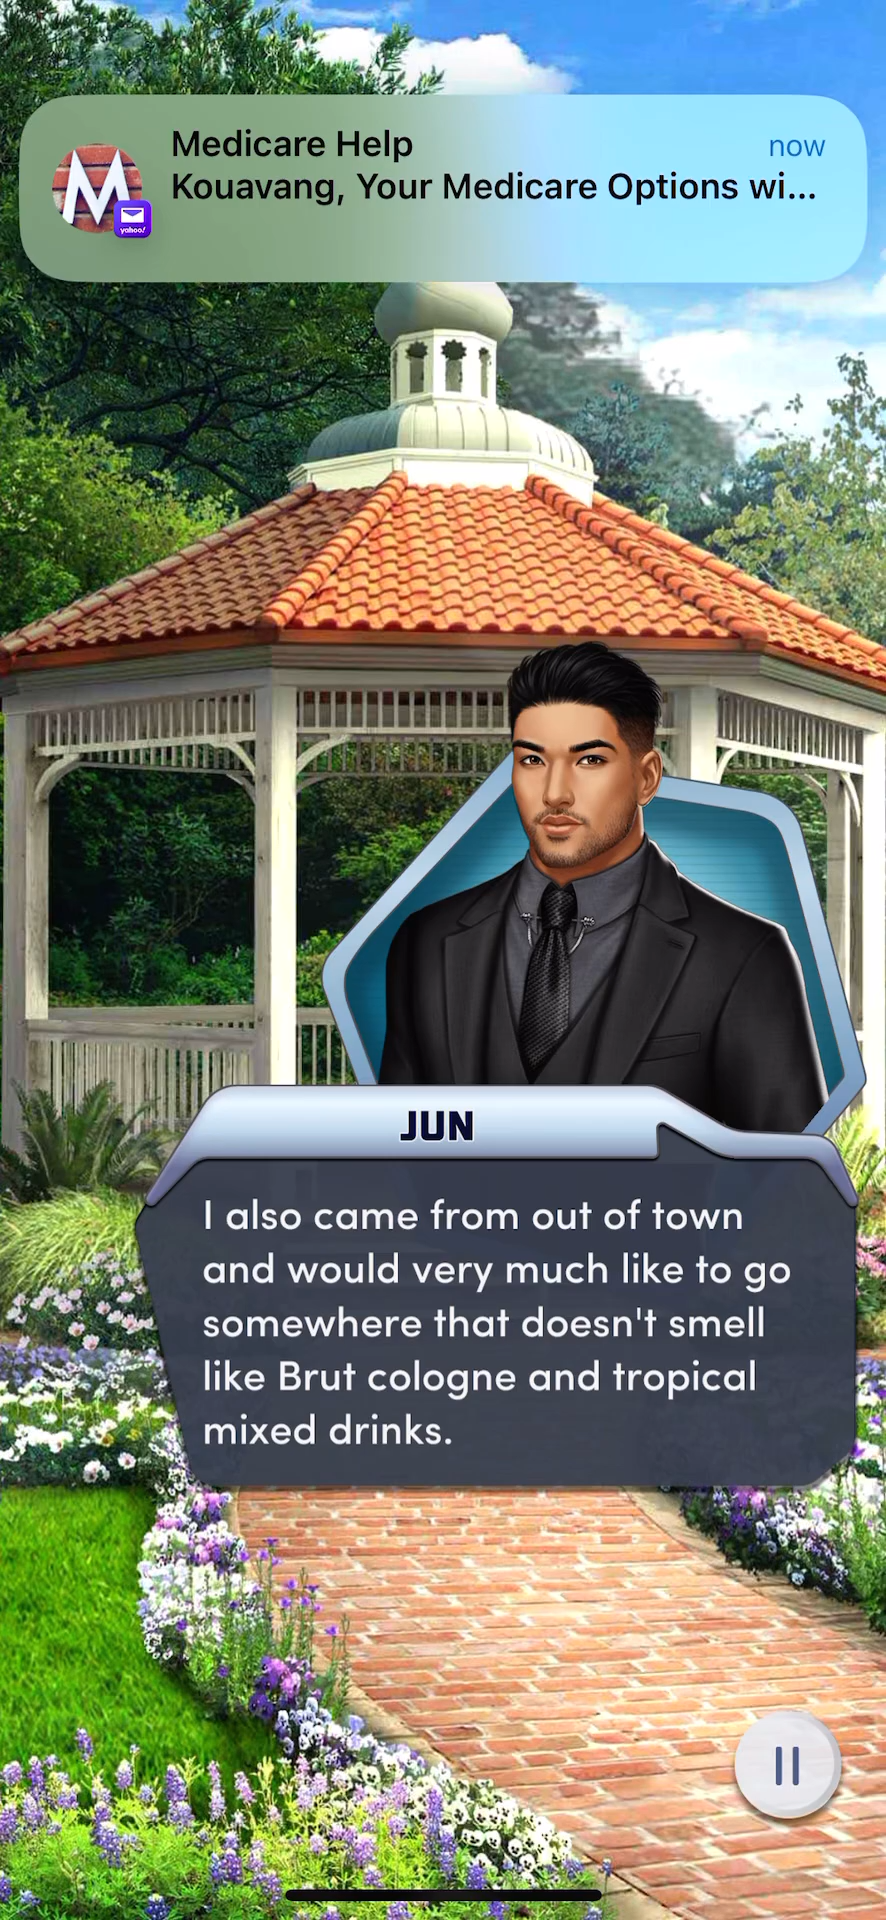 Medicare Help
now
Kouavang, Your Medicare Options wi...
M
yahoo!
JUN
I also came from out of town
and would very much like to go
somewhere that doesn't smell
like Brut cologne and tropical
mixed drinks.